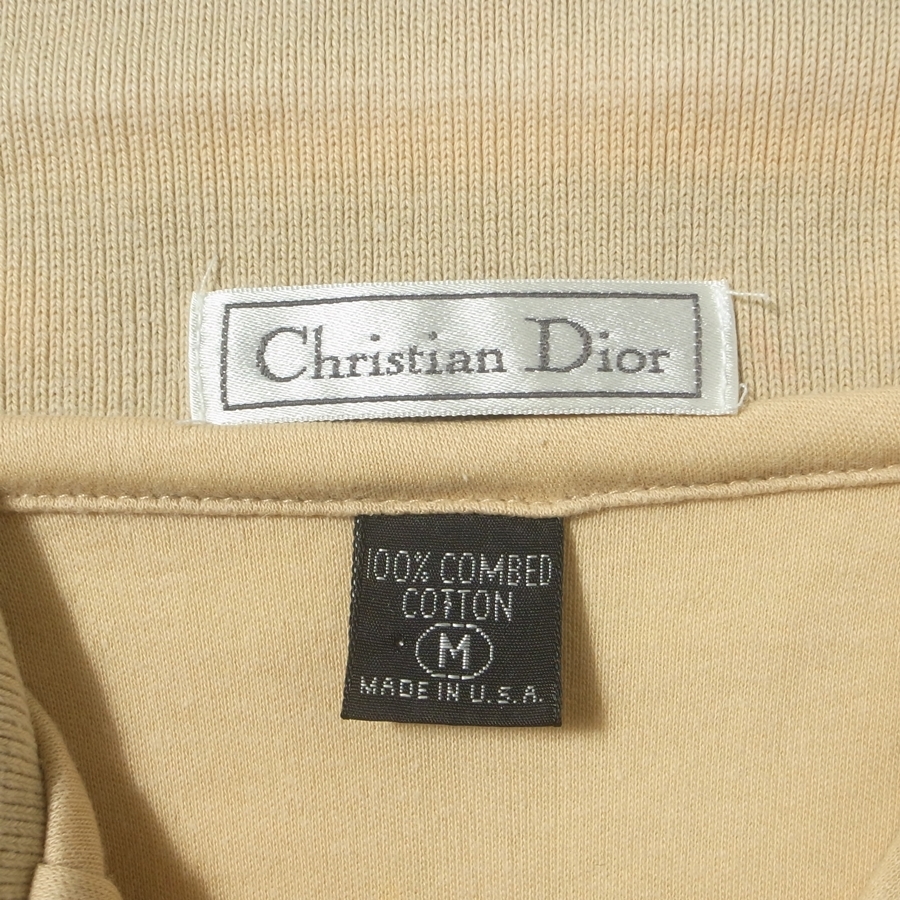 Christian Dior
100% COMBED
COTTON
M
MADE IN U.S.A.